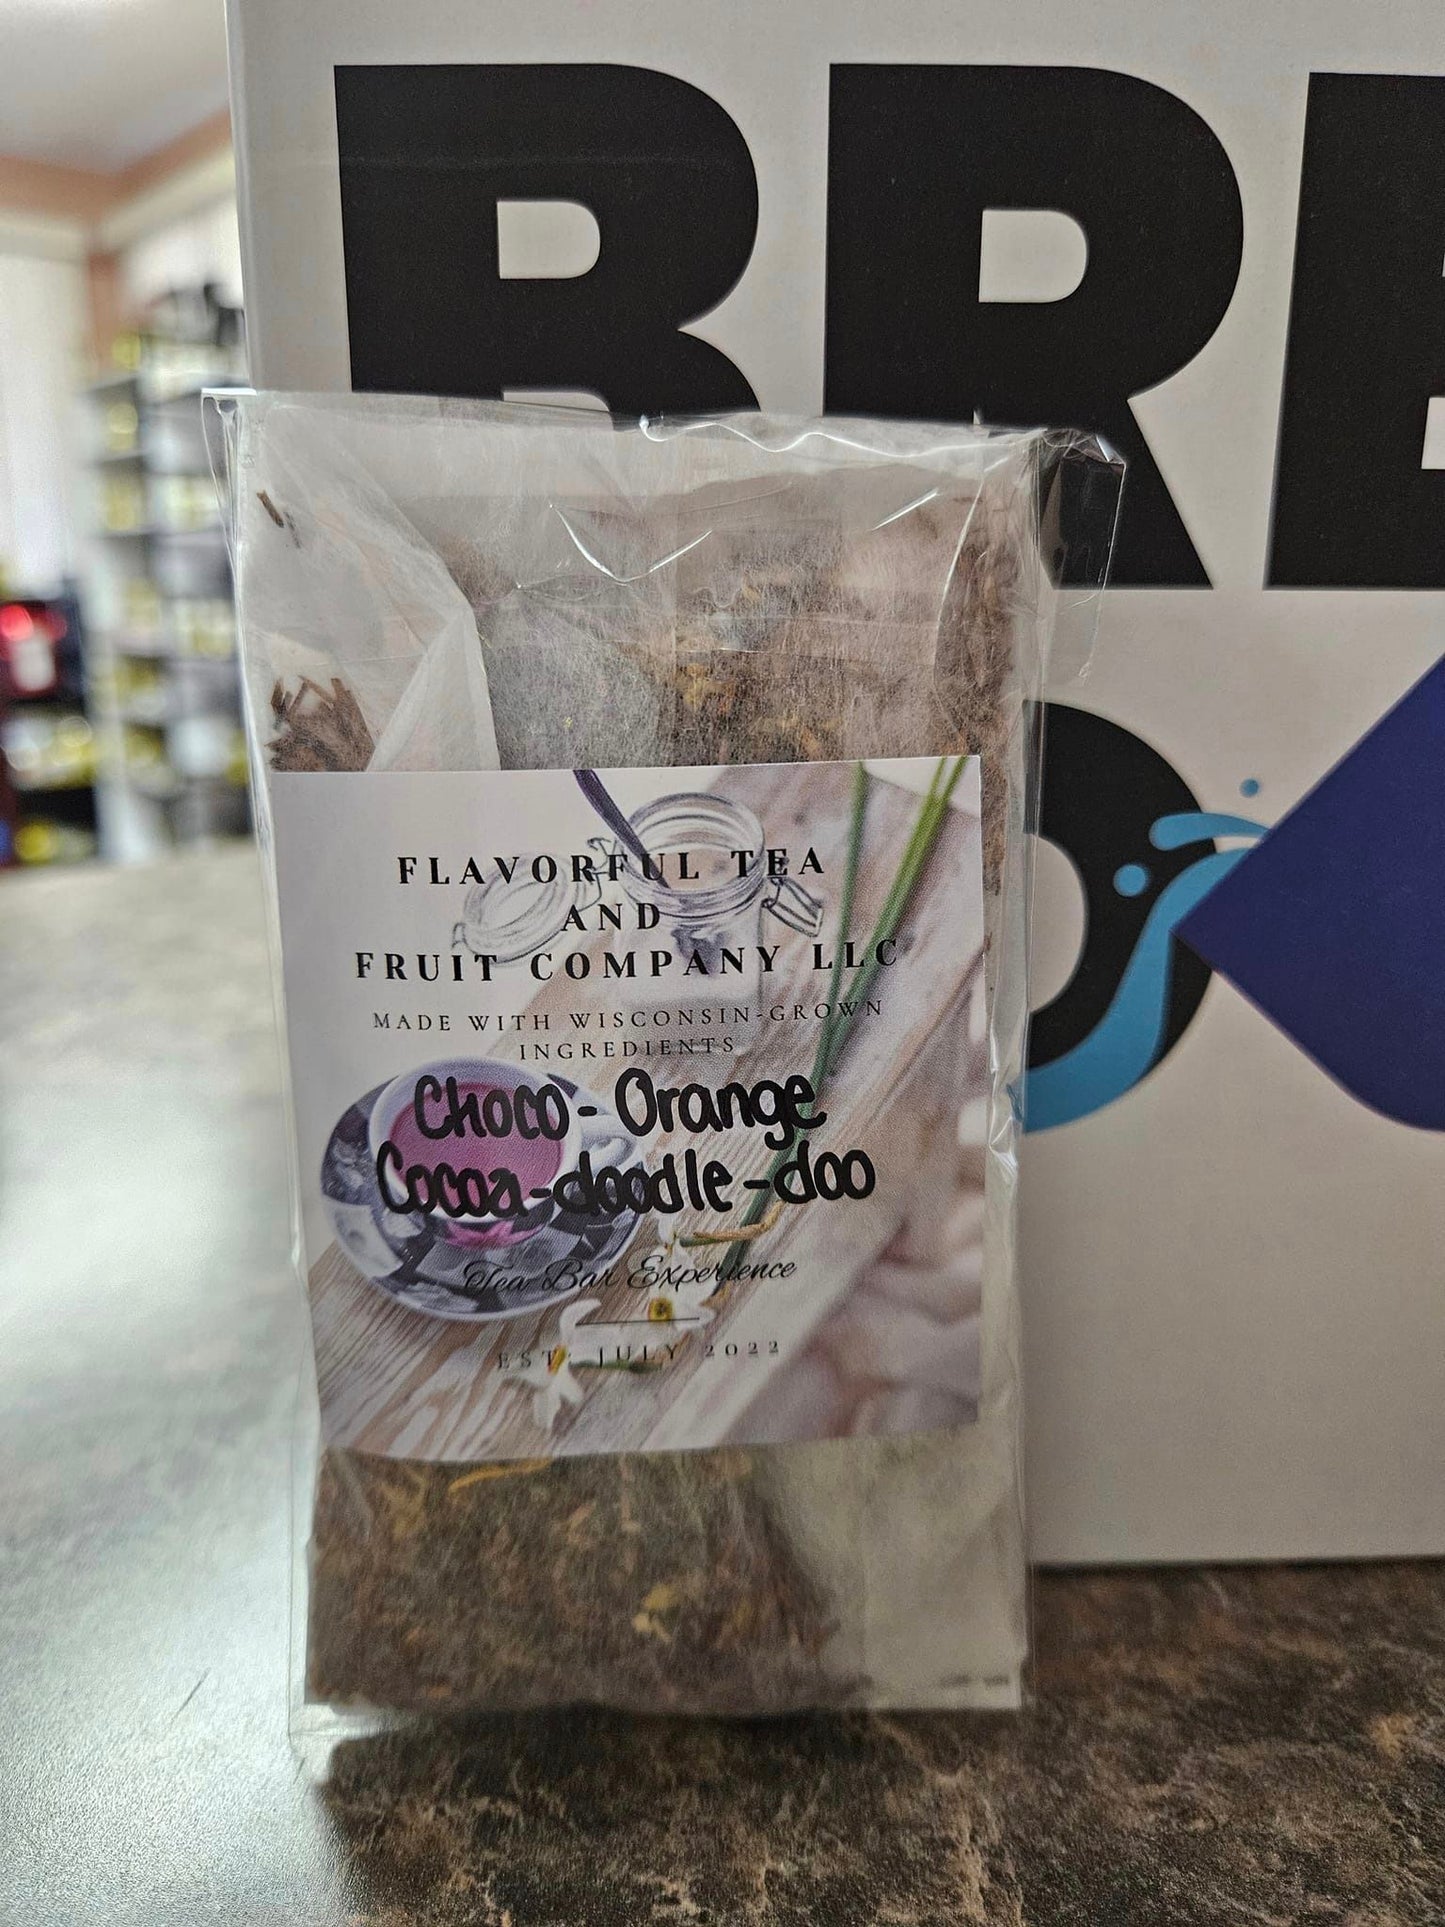 BRE
FLAVORFUL TEA
AND
FRUIT COMPANY LLC
MADE WITH WISCONSIN-GROWN
INGREDIENTS
Choco-Orange
Cocoa-doodle-doo
Tea Bar Experience
EST. JULY 2022